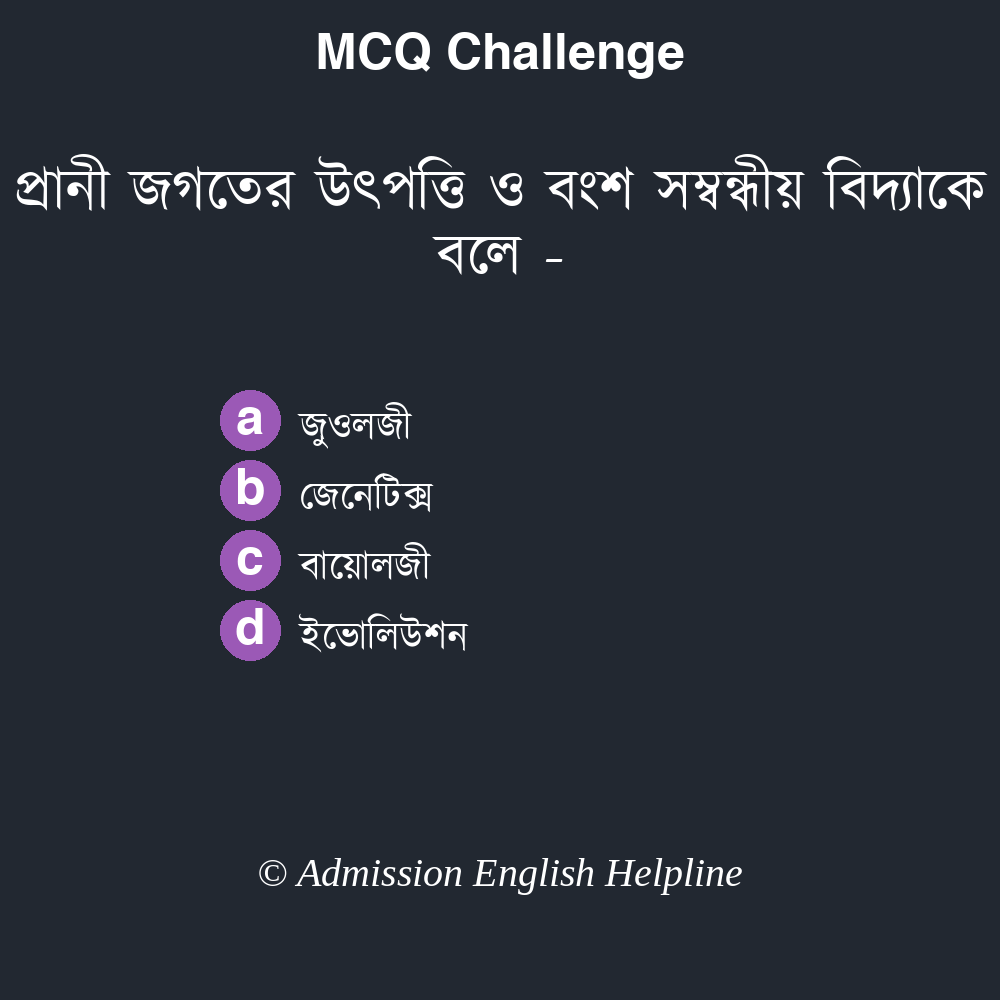 MCQ Challenge
প্রানী জগতের উৎপত্তি ও বংশ সম্বন্ধীয় বিদ্যাকে
বলে -
a জুওলজী
b জেনেটিক্স
c বায়োলজী
d ইভোলিউশন
© Admission English Helpline